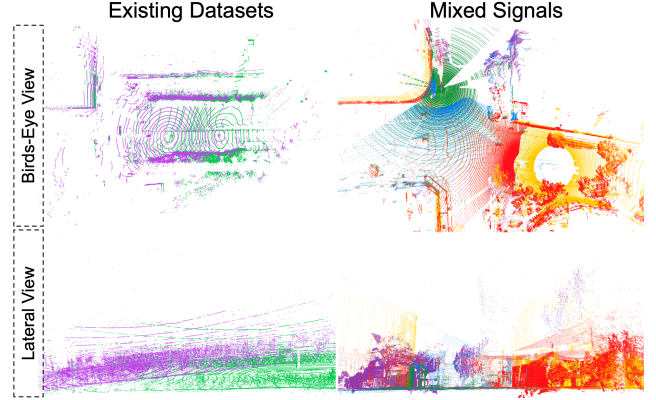 Existing Datasets
Mixed Signals
Birds-Eye View
Lateral View